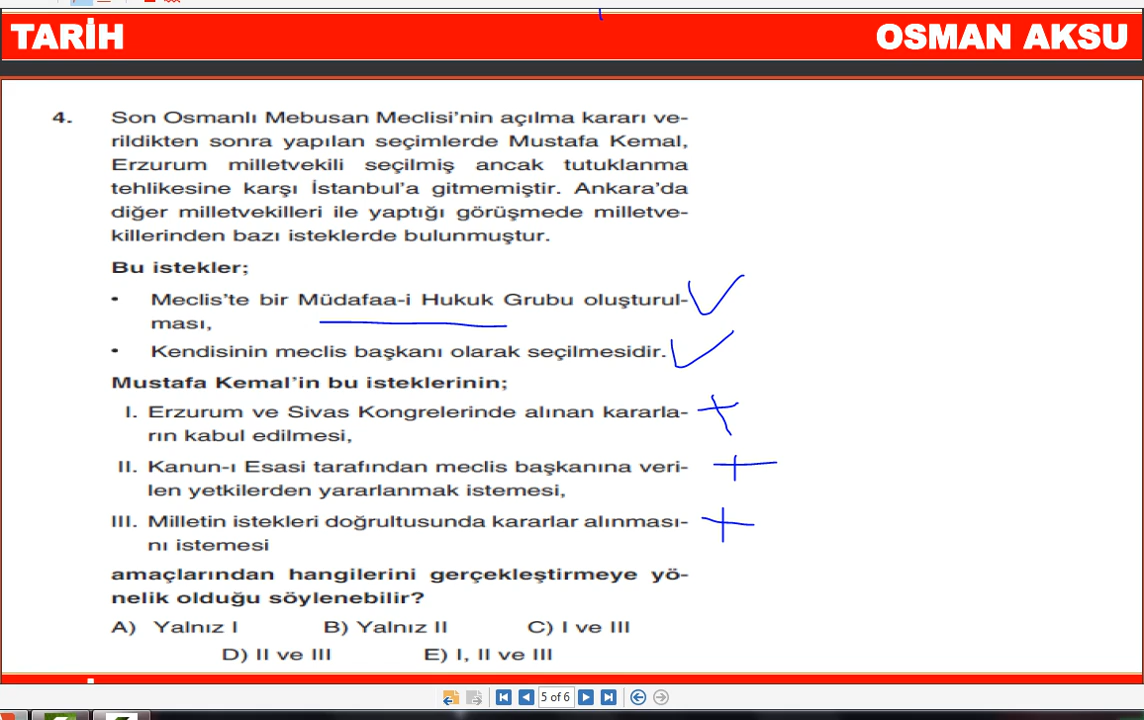 TARİH
OSMAN AKSU
4. Son Osmanlı Mebusan Meclisi'nin açılma kararı ve-
rildikten sonra yapılan seçimlerde Mustafa Kemal,
Erzurum milletvekili seçilmiş ancak tutuklanma
tehlikesine karşı İstanbul'a gitmemiştir. Ankara'da
diğer milletvekilleri ile yaptığı görüşmede milletve-
killerinden bazı isteklerde bulunmuştur.
Bu istekler;
• Meclis'te bir Müdafaa-i Hukuk Grubu oluşturul-
ması,
• Kendisinin meclis başkanı olarak seçilmesidir.
Mustafa Kemal'in bu isteklerinin;
I. Erzurum ve Sivas Kongrelerinde alınan kararla-
rın kabul edilmesi,
II. Kanun-ı Esasi tarafından meclis başkanına veri-
len yetkilerden yararlanmak istemesi,
III. Milletin istekleri doğrultusunda kararlar alınması-
nı istemesi
amaçlarından hangilerini gerçekleştirmeye yö-
nelik olduğu söylenebilir?
A) Yalnız I B) Yalnız II C) I ve III
D) II ve III E) I, II ve III
5 of 6